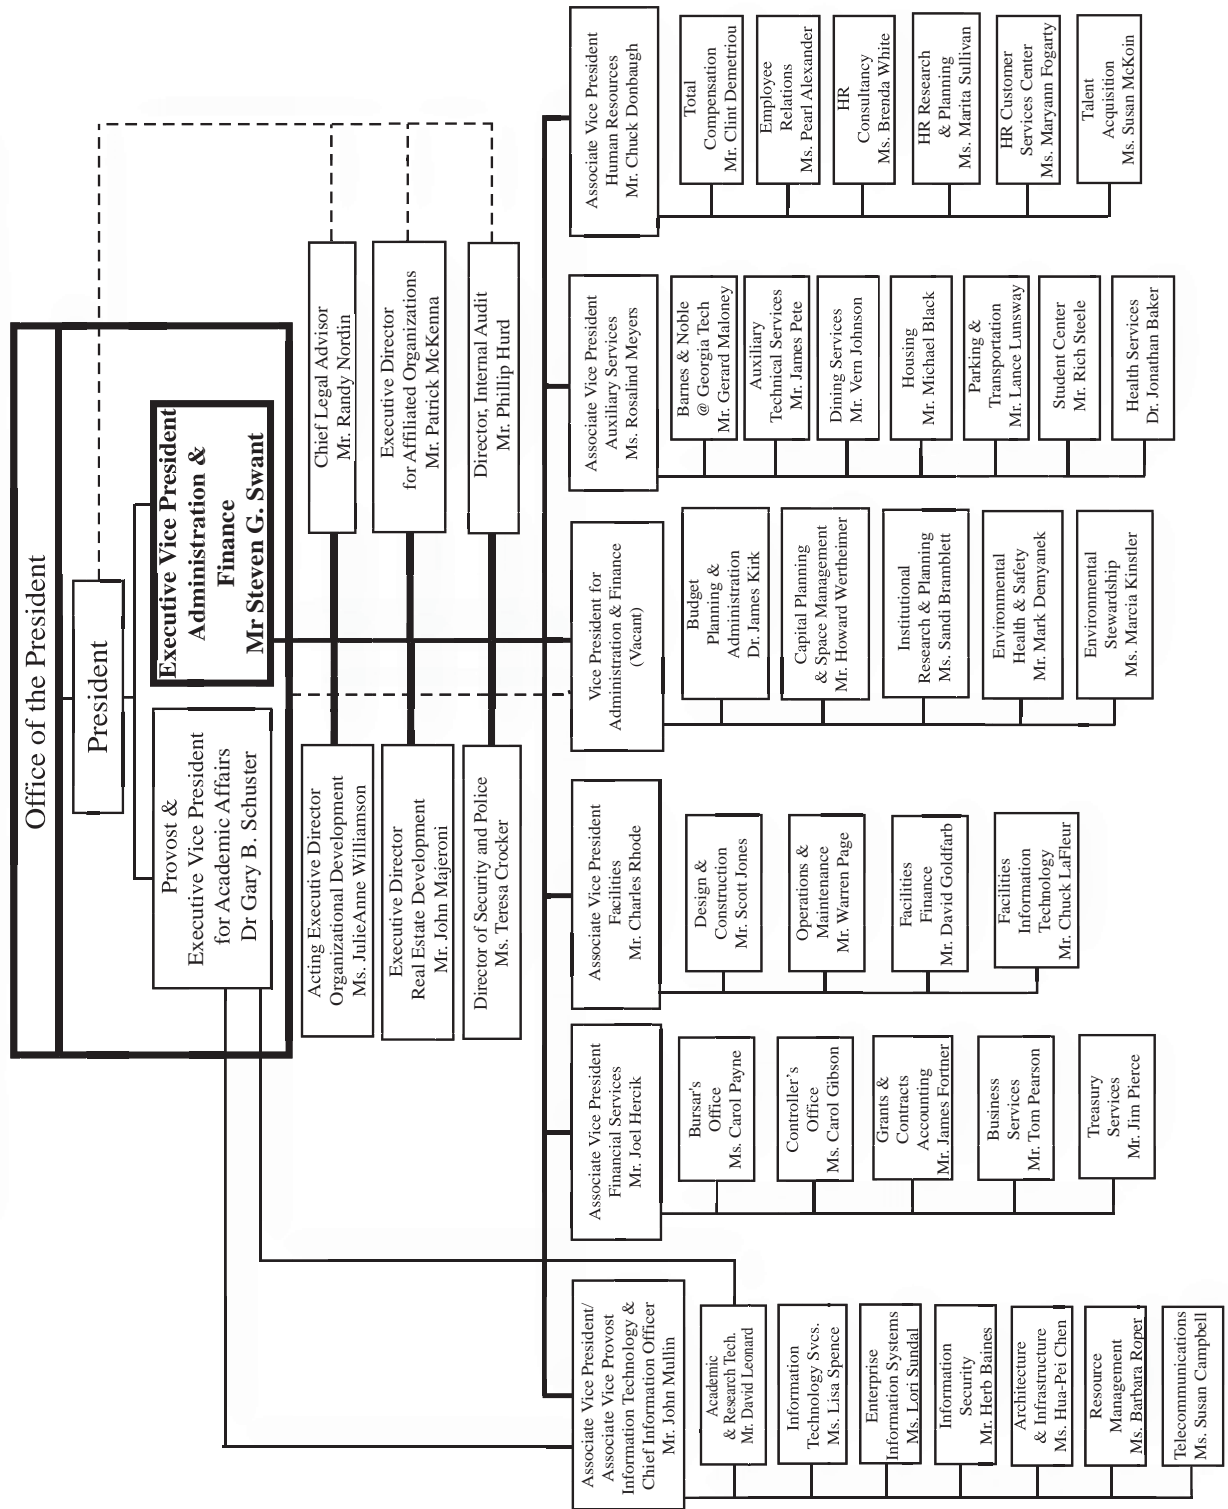 Office of the President
President
Provost &
Executive Vice President
for Academic Affairs
Dr Gary B. Schuster
Executive Vice President
Administration &
Finance
Mr Steven G. Swant
Acting Executive Director
Organizational Development
Ms. JulieAnne Williamson
Chief Legal Advisor
Mr. Randy Nordin
Executive Director
Real Estate Development
Mr. John Majeroni
Executive Director
for Affiliated Organizations
Mr. Patrick McKenna
Director of Security and Police
Ms. Teresa Crocker
Director, Internal Audit
Mr. Phillip Hurd
Associate Vice President/
Associate Vice Provost
Information Technology &
Chief Information Officer
Mr. John Mullin
Academic
& Research Tech.
Mr. David Leonard
Information
Technology Svcs.
Ms. Lisa Spence
Enterprise
Information Systems
Ms. Lori Sundal
Information
Security
Mr. Herb Baines
Architecture
& Infrastructure
Ms. Hua-Pei Chen
Resource
Management
Ms. Barbara Roper
Telecommunications
Ms. Susan Campbell
Associate Vice President
Financial Services
Mr. Joel Hercik
Bursar's
Office
Ms. Carol Payne
Controller's
Office
Ms. Carol Gibson
Grants &
Contracts
Accounting
Mr. James Fortner
Business
Services
Mr. Tom Pearson
Treasury
Services
Mr. Jim Pierce
Associate Vice President
Facilities
Mr. Charles Rhode
Design &
Construction
Mr. Scott Jones
Operations &
Maintenance
Mr. Warren Page
Facilities
Finance
Mr. David Goldfarb
Facilities
Information
Technology
Mr. Chuck LaFleur
Vice President for
Administration & Finance
(Vacant)
Budget
Planning &
Administration
Dr. James Kirk
Capital Planning
& Space Management
Mr. Howard Wertheimer
Institutional
Research & Planning
Ms. Sandi Bramblett
Environmental
Health & Safety
Mr. Mark Demyanek
Environmental
Stewardship
Ms. Marcia Kinstler
Associate Vice President
Auxiliary Services
Ms. Rosalind Meyers
Barnes & Noble
@ Georgia Tech
Mr. Gerard Maloney
Auxiliary
Technical Services
Mr. James Pete
Dining Services
Mr. Vern Johnson
Housing
Mr. Michael Black
Parking &
Transportation
Mr. Lance Lunsway
Student Center
Mr. Rich Steele
Health Services
Dr. Jonathan Baker
Associate Vice President
Human Resources
Mr. Chuck Donbaugh
Total
Compensation
Mr. Clint Demetriou
Employee
Relations
Ms. Pearl Alexander
HR
Consultancy
Ms. Brenda White
HR Research
& Planning
Ms. Marita Sullivan
HR Customer
Services Center
Ms. Maryann Fogarty
Talent
Acquisition
Ms. Susan McKoin